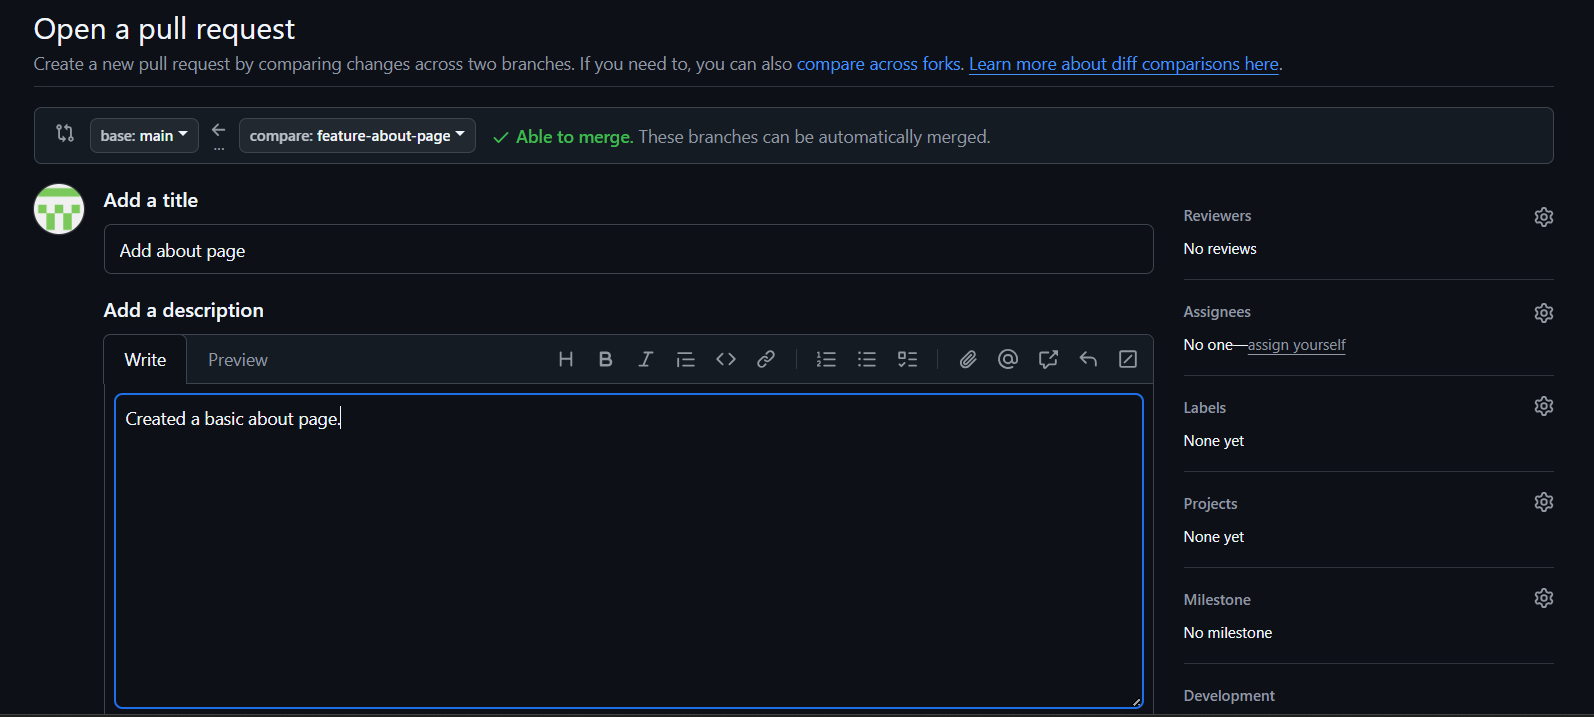 Open a pull request
Create a new pull request by comparing changes across two branches. If you need to, you can also compare across forks. Learn more about diff comparisons here.
base: main
...
compare: feature-about-page
Able to merge. These branches can be automatically merged.
Add a title
Add about page
Add a description
Write
Preview
Created a basic about page.
Reviewers
No reviews
Assignees
No one—assign yourself
Labels
None yet
Projects
None yet
Milestone
No milestone
Development